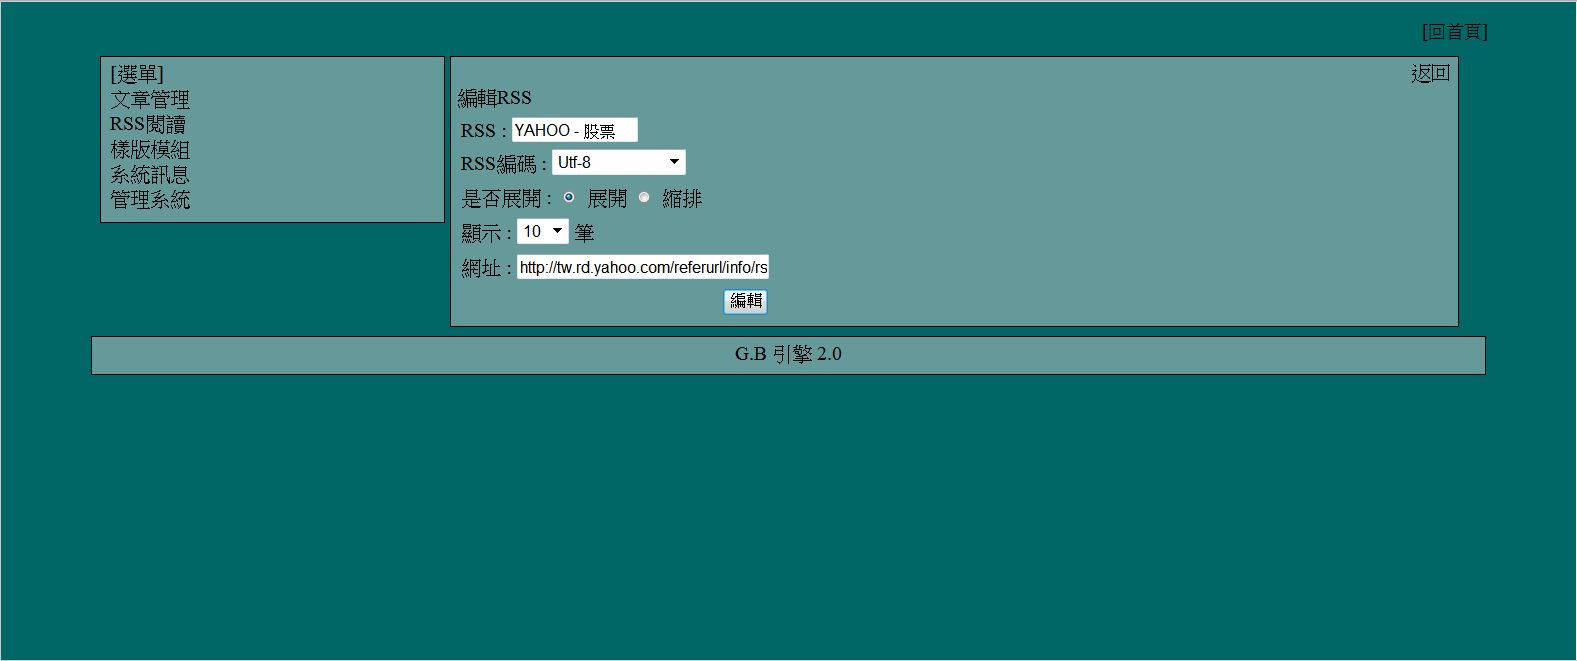 [回首頁]
[選單]
文章管理
RSS閱讀
樣版模組
系統訊息
管理系統
返回
編輯RSS
RSS : YAHOO - 股票
RSS編碼 : Utf-8
是否展開 : 展開 縮排
顯示 : 10 筆
網址 : http://tw.rd.yahoo.com/referurl/info/rs
編輯
G.B 引擎 2.0